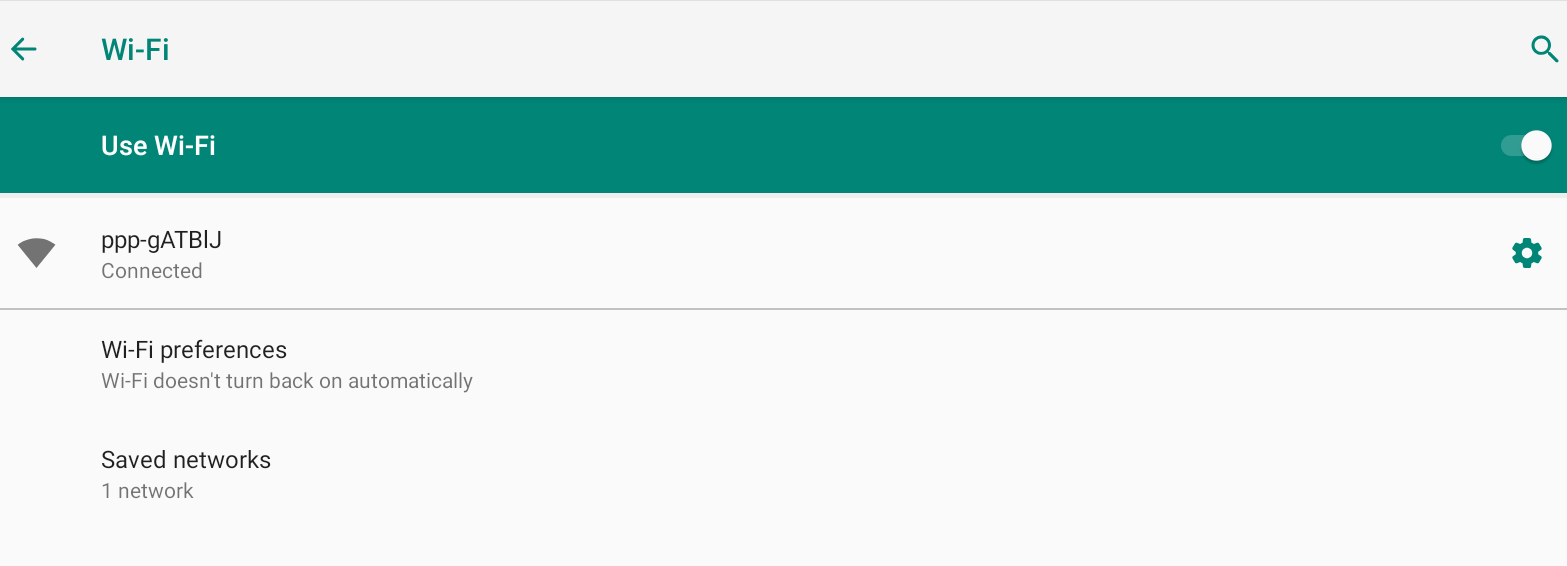 Wi-Fi
Use Wi-Fi
ppp-gATBlJ
Connected
Wi-Fi preferences
Wi-Fi doesn't turn back on automatically
Saved networks
1 network